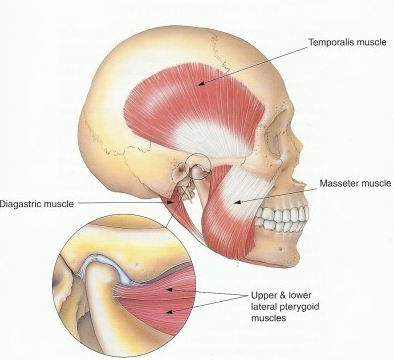 Temporalis muscle
Masseter muscle
Diagastric muscle
Upper & lower
lateral pterygoid
muscles